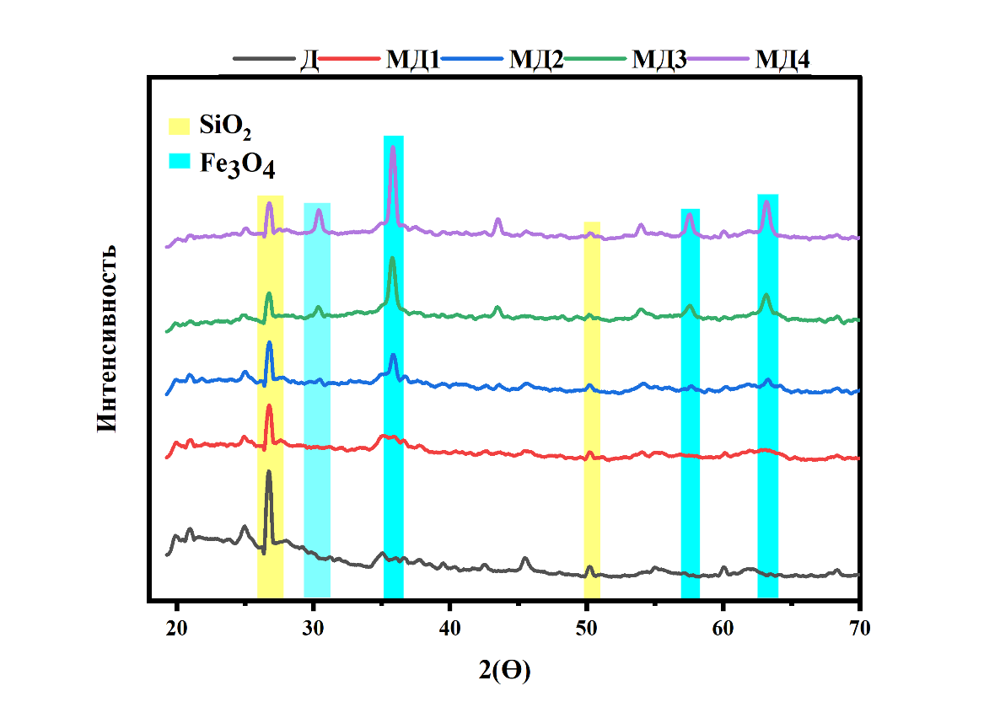 Д МД1 МД2 МД3 МД4
SiO₂
Fe₃O₄
Интенсивность
20 30 40 50 60 70
2(Ө)